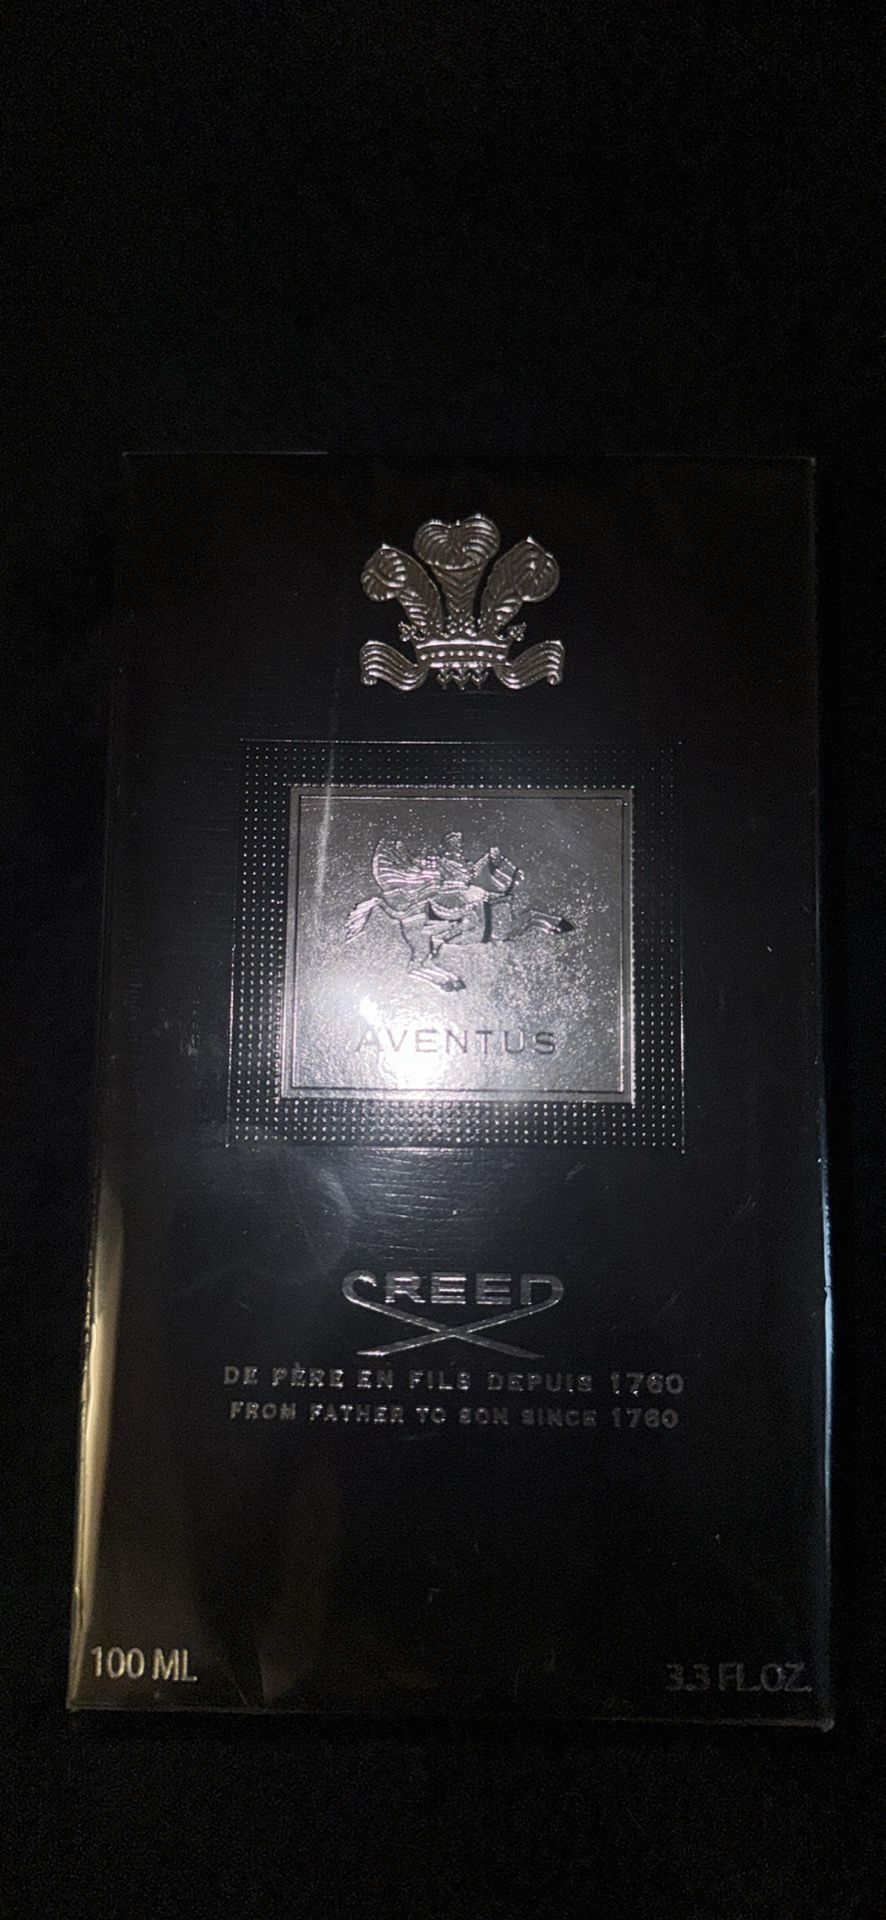 AVENTUS
CREED
DE PÈRE EN FILS DEPUIS 1760
FROM FATHER TO SON SINCE 1760
100 ML
3.3 FL.OZ.